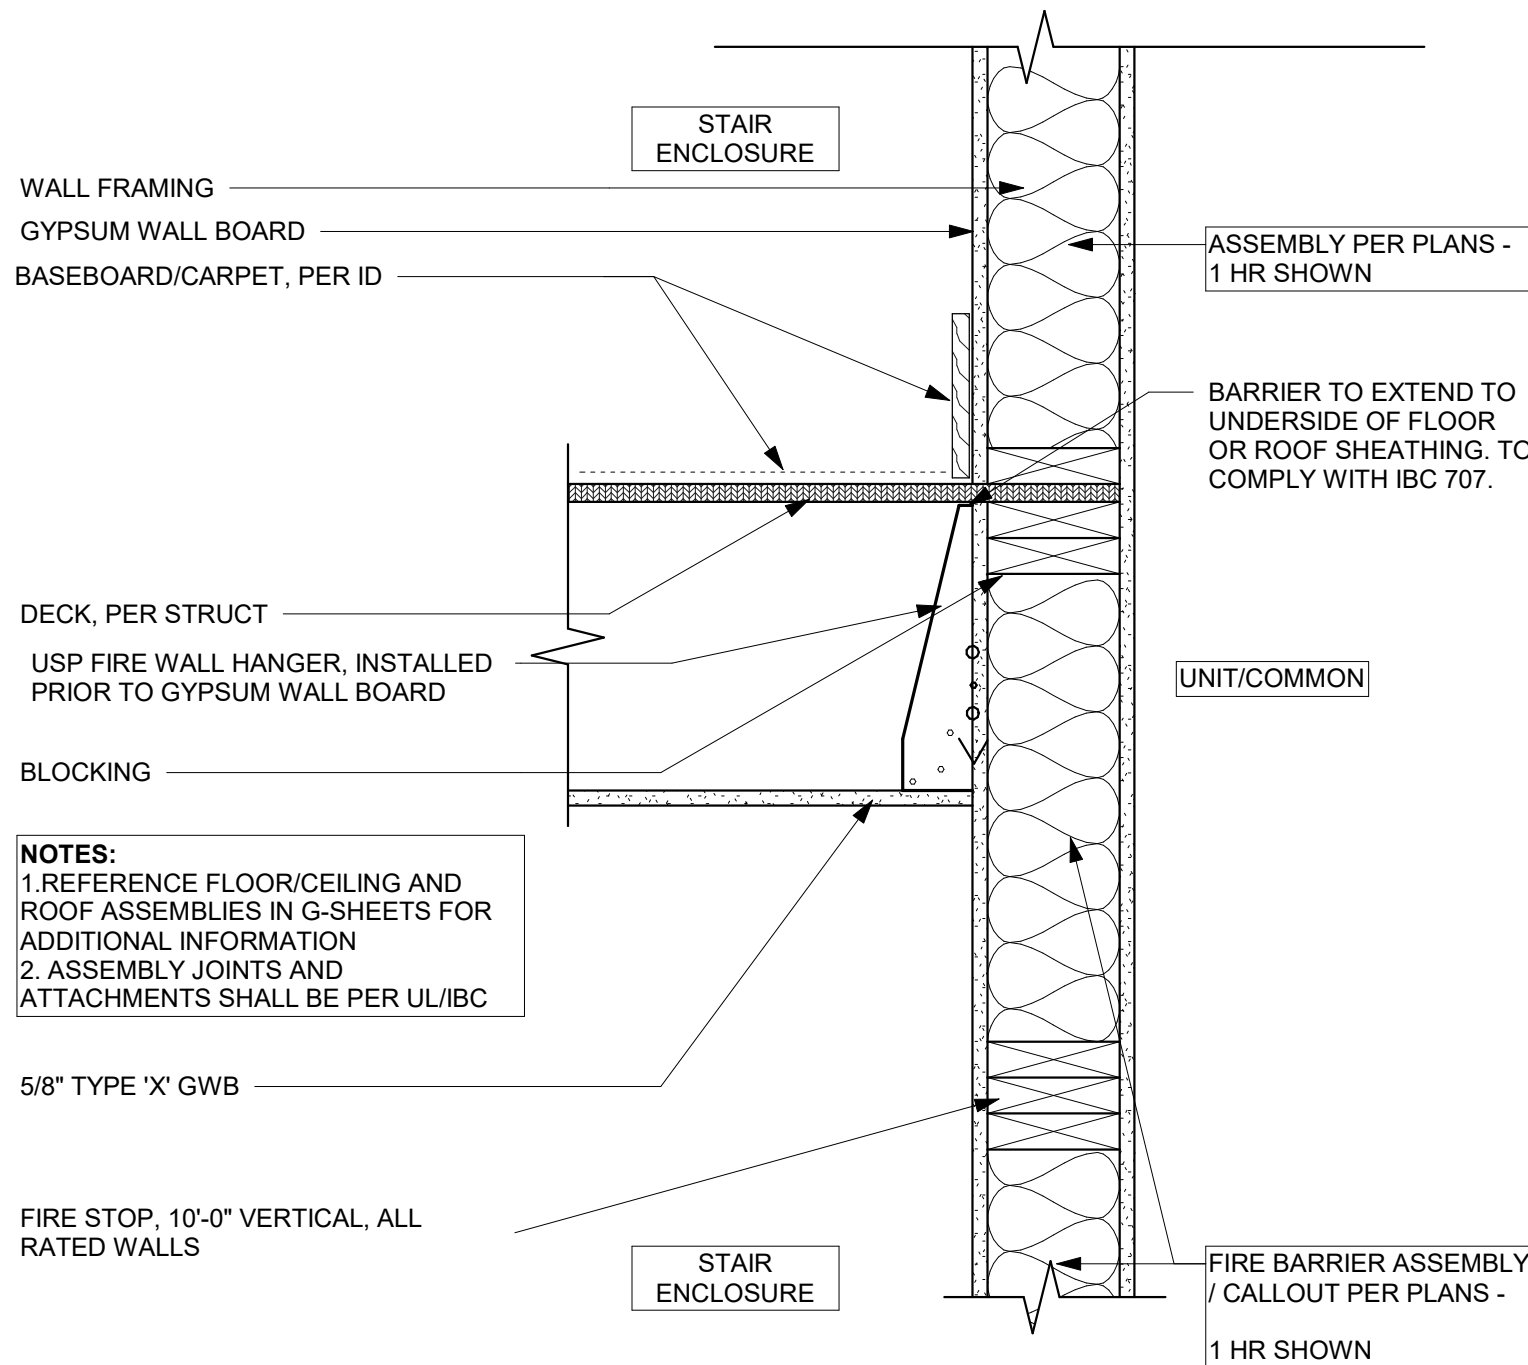 STAIR
ENCLOSURE
WALL FRAMING
GYPSUM WALL BOARD
BASEBOARD/CARPET, PER ID
ASSEMBLY PER PLANS -
1 HR SHOWN
BARRIER TO EXTEND TO
UNDERSIDE OF FLOOR
OR ROOF SHEATHING. TO
COMPLY WITH IBC 707.
DECK, PER STRUCT
USP FIRE WALL HANGER, INSTALLED
PRIOR TO GYPSUM WALL BOARD
UNIT/COMMON
BLOCKING
NOTES:
1.REFERENCE FLOOR/CEILING AND
ROOF ASSEMBLIES IN G-SHEETS FOR
ADDITIONAL INFORMATION
2. ASSEMBLY JOINTS AND
ATTACHMENTS SHALL BE PER UL/IBC
5/8" TYPE 'X' GWB
FIRE STOP, 10'-0" VERTICAL, ALL
RATED WALLS
STAIR
ENCLOSURE
FIRE BARRIER ASSEMBLY
/ CALLOUT PER PLANS -
1 HR SHOWN